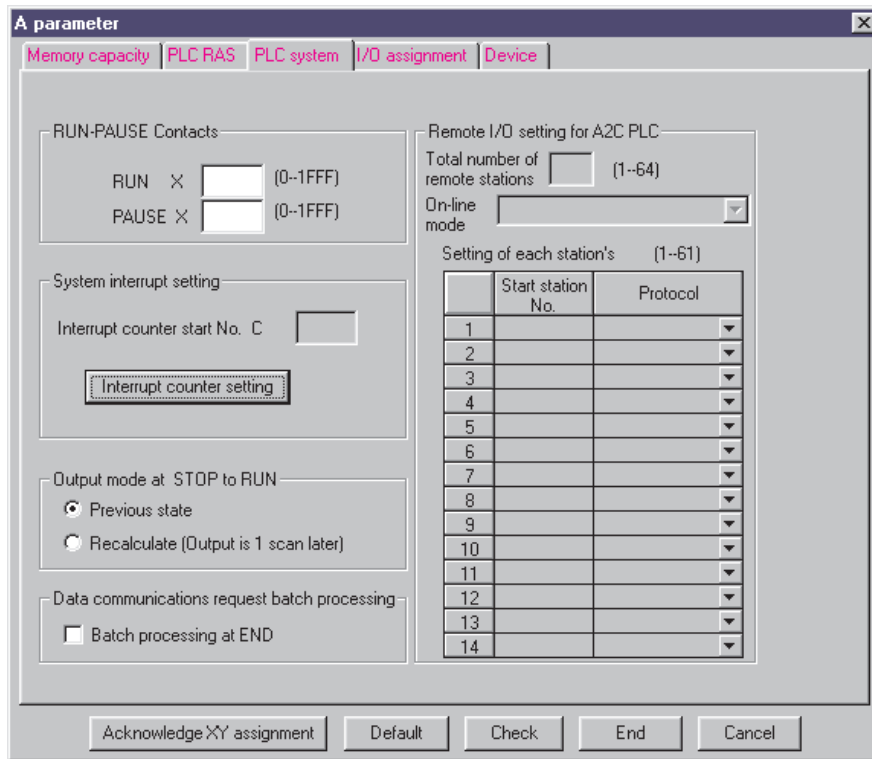 A parameter
Memory capacity PLC RAS PLC system I/O assignment Device
RUN-PAUSE Contacts
RUN X (0--1FFF)
PAUSE X (0--1FFF)
System interrupt setting
Interrupt counter start No. C
Interrupt counter setting
Output mode at STOP to RUN
Previous state
Recalculate (Output is 1 scan later)
Data communications request batch processing
Batch processing at END
Remote I/O setting for A2C PLC
Total number of
remote stations (1--64)
On-line
mode
Setting of each station's (1--61)
Start station
No. Protocol
1
2
3
4
5
6
7
8
9
10
11
12
13
14
Acknowledge XY assignment Default Check End Cancel